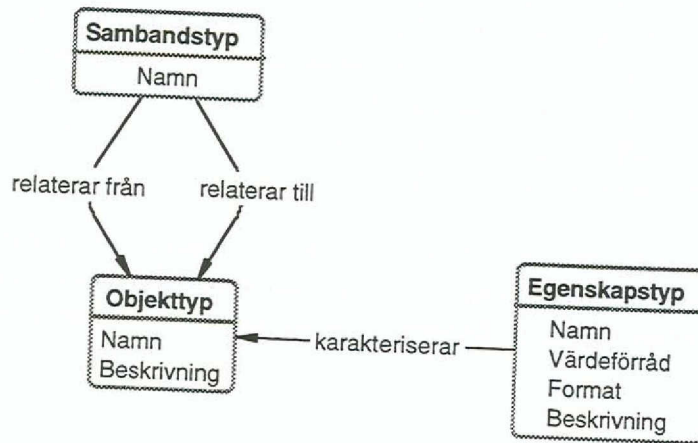 Sambandstyp
Namn
relaterar från
relaterar till
Objekttyp
Namn
Beskrivning
karakteriserar
Egenskapstyp
Namn
Värdeförråd
Format
Beskrivning